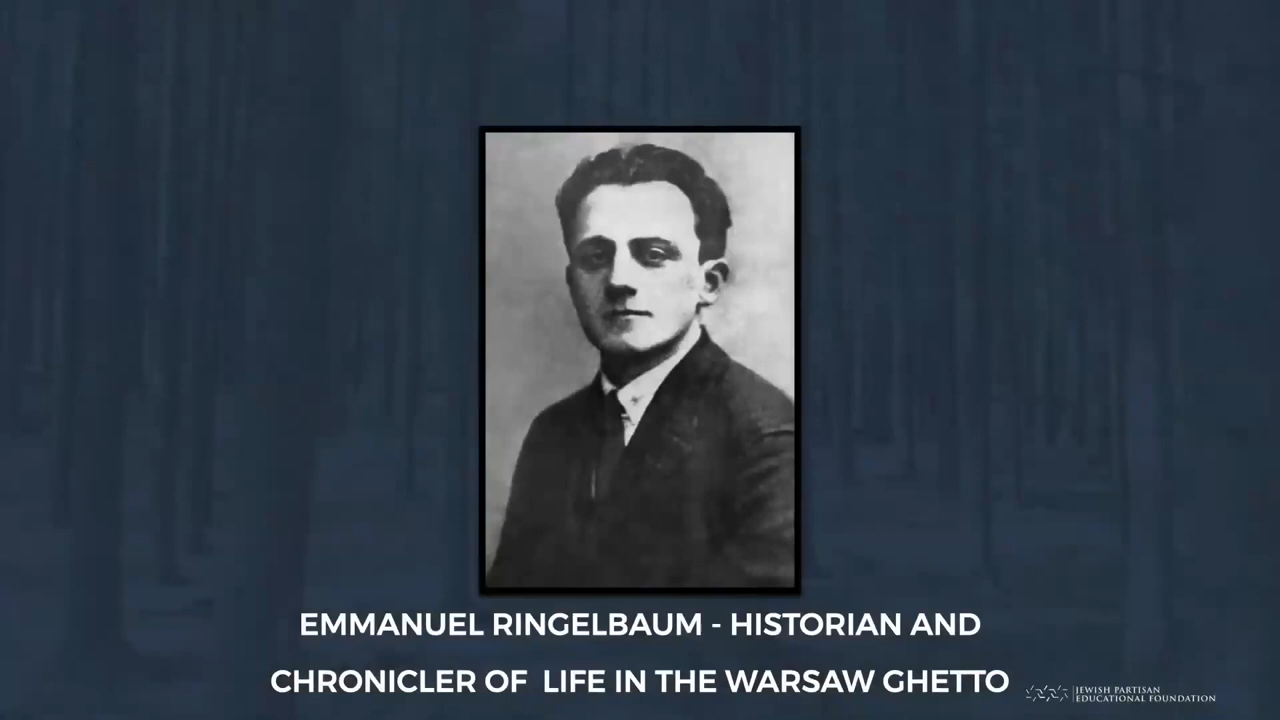 EMMANUEL RINGELBAUM - HISTORIAN AND
CHRONICLER OF LIFE IN THE WARSAW GHETTO
JEWISH PARTISAN
EDUCATIONAL FOUNDATION